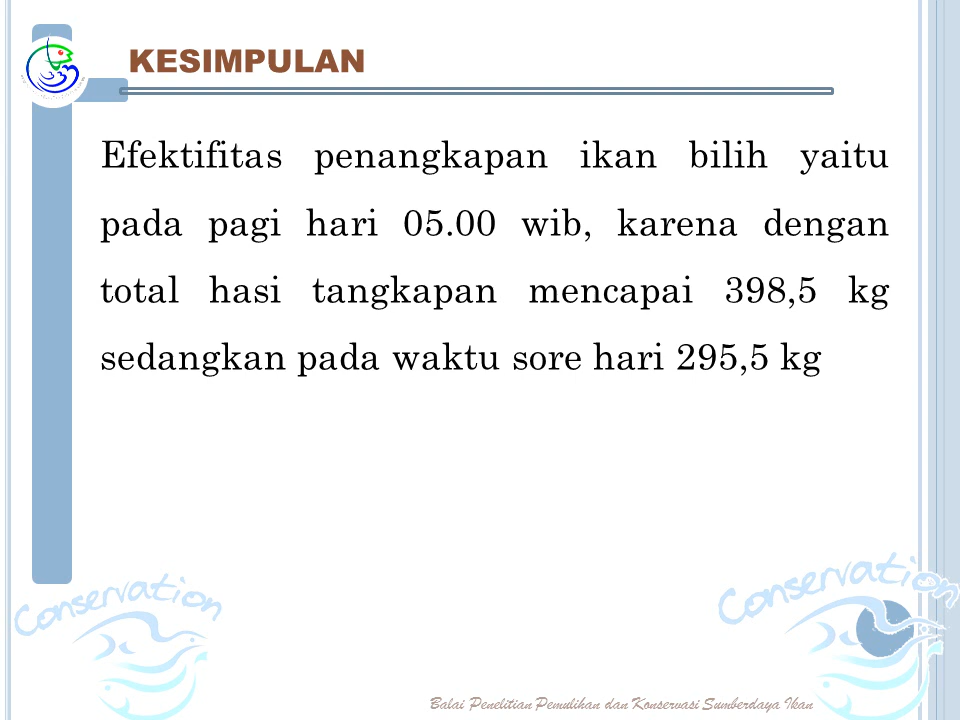 KESIMPULAN
Efektifitas penangkapan ikan bilih yaitu
pada pagi hari 05.00 wib, karena dengan
total hasi tangkapan mencapai 398,5 kg
sedangkan pada waktu sore hari 295,5 kg
Conservation
Conservation
Balai Penelitian Pemulihan dan Konservasi Sumberdaya Ikan